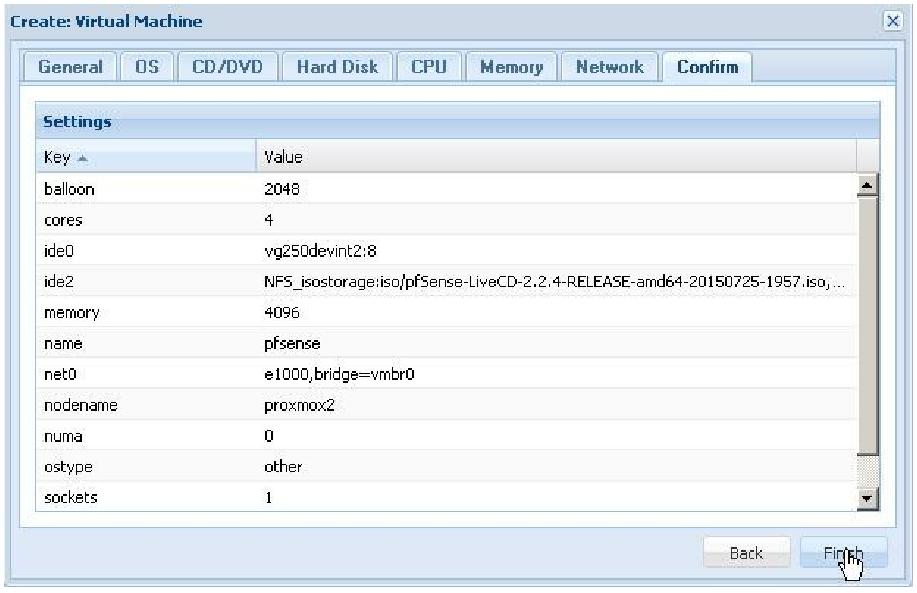 Create: Virtual Machine
General OS CD/DVD Hard Disk CPU Memory Network Confirm
Settings
Key Value
balloon 2048
cores 4
ide0 vg250devint2:8
ide2 NFS_isostorage:iso/pfSense-LiveCD-2.2.4-RELEASE-amd64-20150725-1957.iso,...
memory 4096
name pfsense
net0 e1000,bridge=vmbr0
nodename proxmox2
numa 0
ostype other
sockets 1
Back Finish